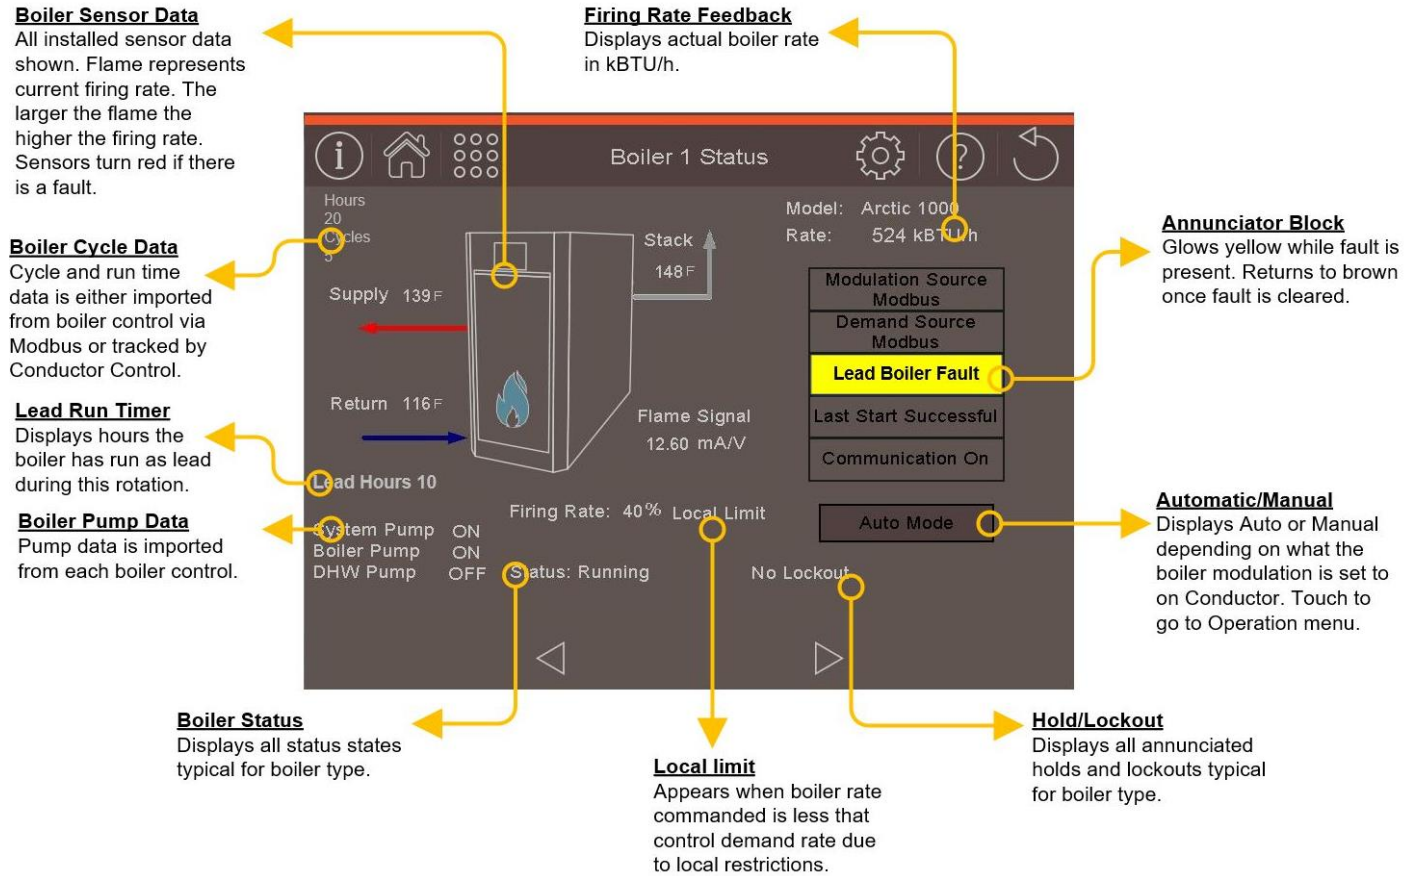 Boiler Sensor Data
All installed sensor data
shown. Flame represents
current firing rate. The
larger the flame the
higher the firing rate.
Sensors turn red if there
is a fault.
Firing Rate Feedback
Displays actual boiler rate
in kBTU/h.
Boiler Cycle Data
Cycle and run time
data is either imported
from boiler control via
Modbus or tracked by
Conductor Control.
Lead Run Timer
Displays hours the
boiler has run as lead
during this rotation.
Boiler Pump Data
Pump data is imported
from each boiler control.
i
Boiler 1 Status
?
Hours
20
Cycles
5
Model: Arctic 1000
Rate: 524 kBTU/h
Stack
148 F
Supply 139 F
Return 116 F
Flame Signal
12.60 mA/V
Modulation Source
Modbus
Demand Source
Modbus
Lead Boiler Fault
Last Start Successful
Communication On
Lead Hours 10
Firing Rate: 40% Local Limit
Auto Mode
System Pump ON
Boiler Pump ON
DHW Pump OFF
Status: Running
No Lockout
Annunciator Block
Glows yellow while fault is
present. Returns to brown
once fault is cleared.
Automatic/Manual
Displays Auto or Manual
depending on what the
boiler modulation is set to
on Conductor. Touch to
go to Operation menu.
Boiler Status
Displays all status states
typical for boiler type.
Local limit
Appears when boiler rate
commanded is less that
control demand rate due
to local restrictions.
Hold/Lockout
Displays all annunciated
holds and lockouts typical
for boiler type.